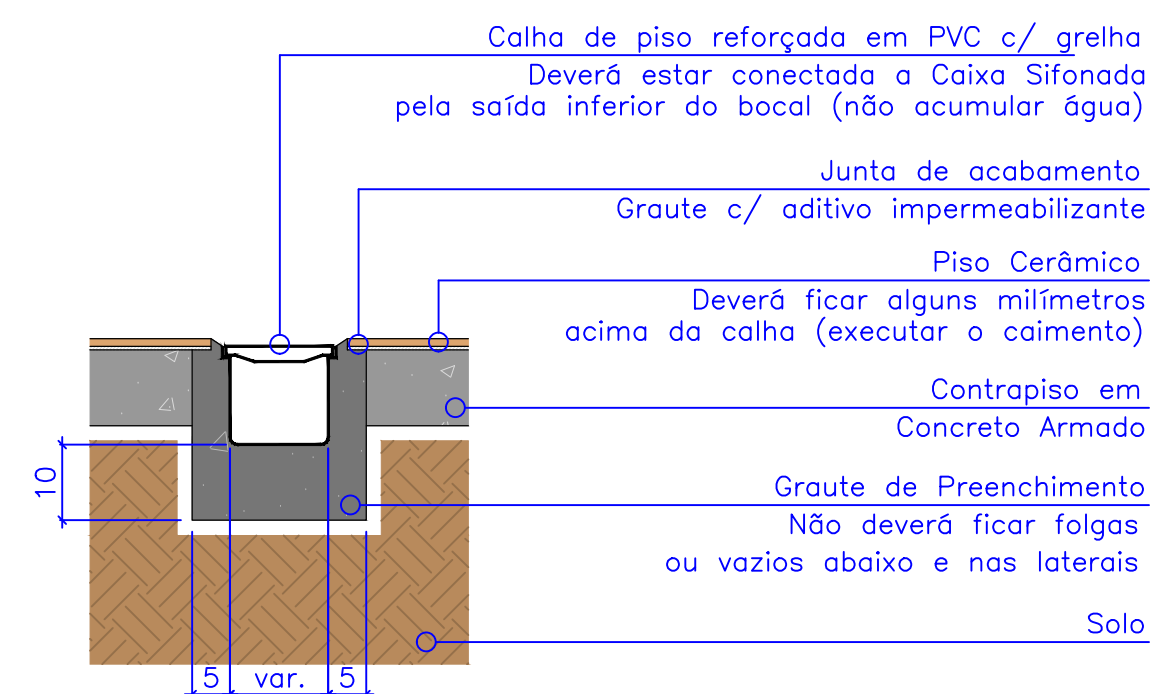 Calha de piso reforçada em PVC c/ grelha
Deverá estar conectada a Caixa Sifonada
pela saída inferior do bocal (não acumular água)
Junta de acabamento
Graute c/ aditivo impermeabilizante
Piso Cerâmico
Deverá ficar alguns milímetros
acima da calha (executar o caimento)
Contrapiso em
Concreto Armado
Graute de Preenchimento
Não deverá ficar folgas
ou vazios abaixo e nas laterais
Solo
10
5 var. 5